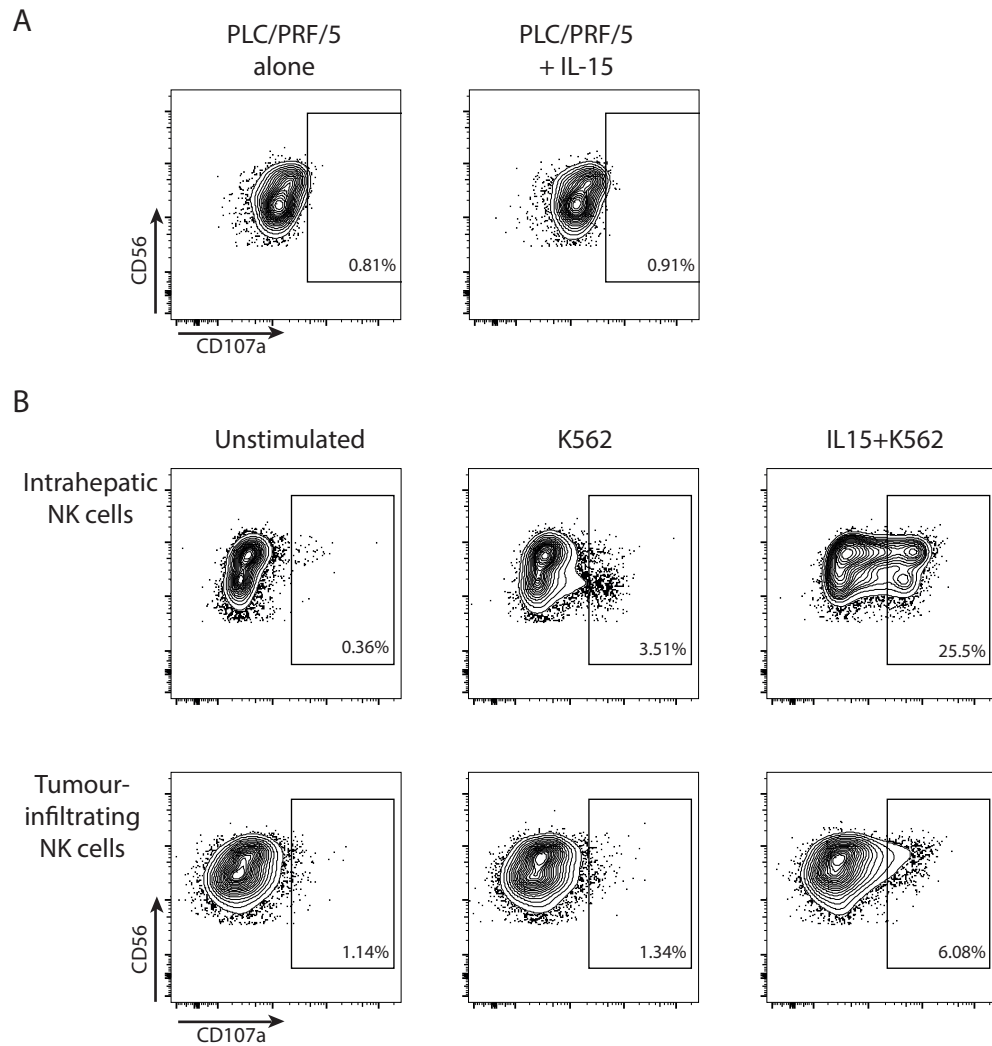 A
PLC/PRF/5
alone
PLC/PRF/5
+ IL-15
CD56
0.81%
0.91%
CD107a
B
Unstimulated
K562
IL15+K562
Intrahepatic
NK cells
0.36%
3.51%
25.5%
Tumour-
infiltrating
NK cells
CD56
1.14%
1.34%
6.08%
CD107a